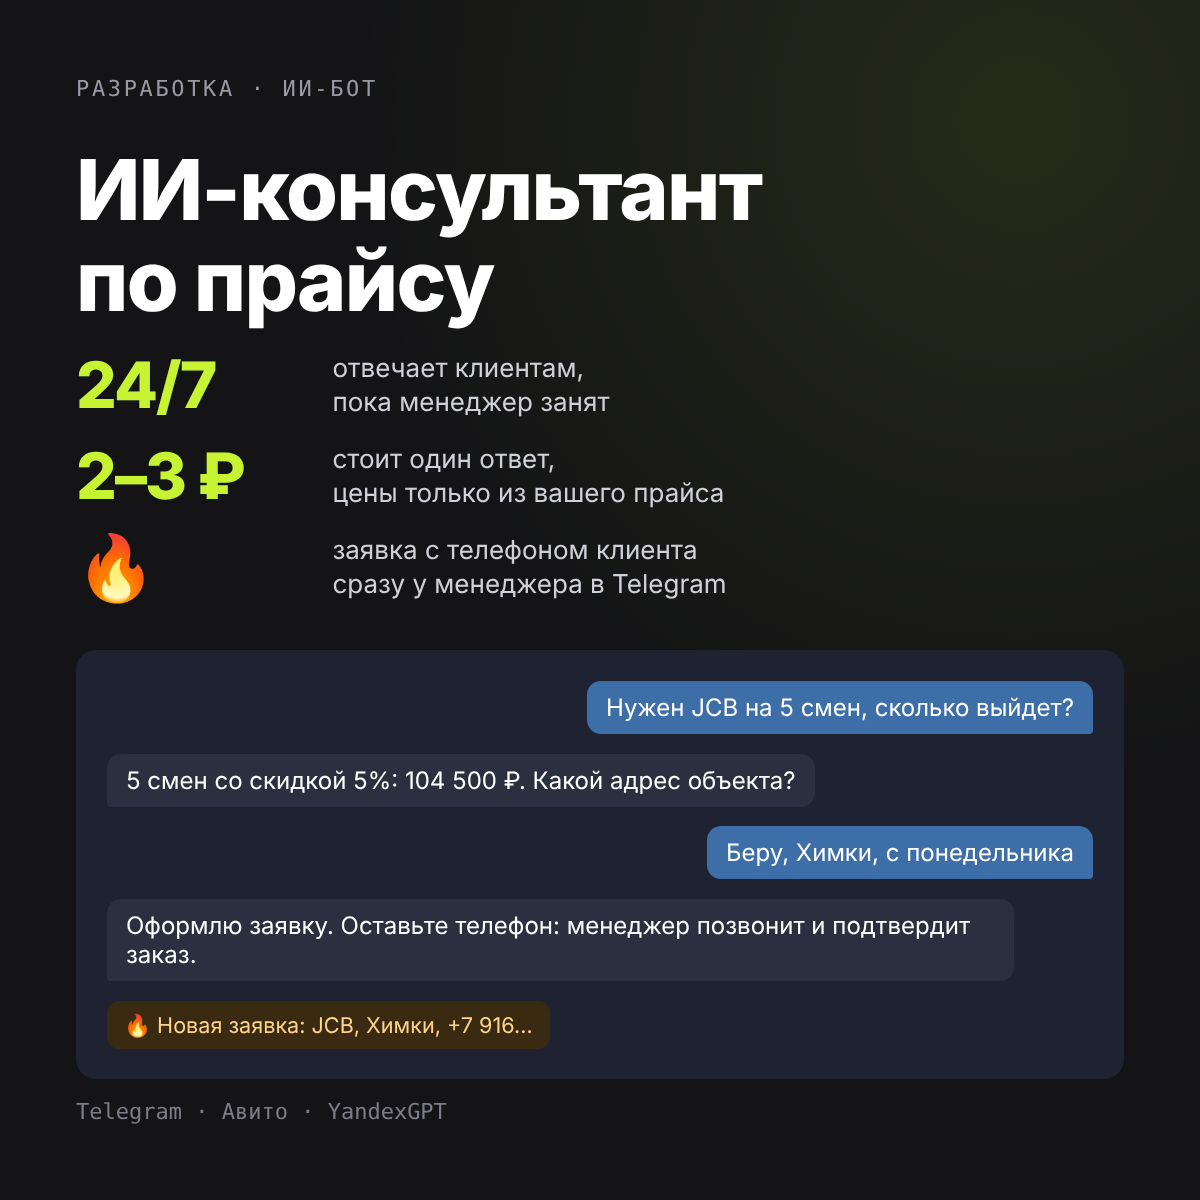 РАЗРАБОТКА · ИИ-БОТ
ИИ-консультант
по прайсу
24/7
отвечает клиентам,
пока менеджер занят
2–3 ₽
стоит один ответ,
цены только из вашего прайса
🔥
заявка с телефоном клиента
сразу у менеджера в Telegram
Нужен JCB на 5 смен, сколько выйдет?
5 смен со скидкой 5%: 104 500 ₽. Какой адрес объекта?
Беру, Химки, с понедельника
Оформлю заявку. Оставьте телефон: менеджер позвонит и подтвердит
заказ.
🔥 Новая заявка: JCB, Химки, +7 916…
Telegram · Авито · YandexGPT